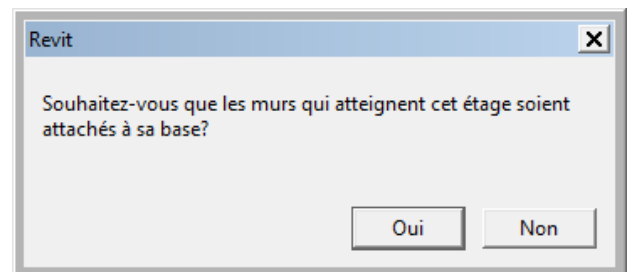 Revit
Souhaitez-vous que les murs qui atteignent cet étage soient
attachés à sa base?
Oui Non